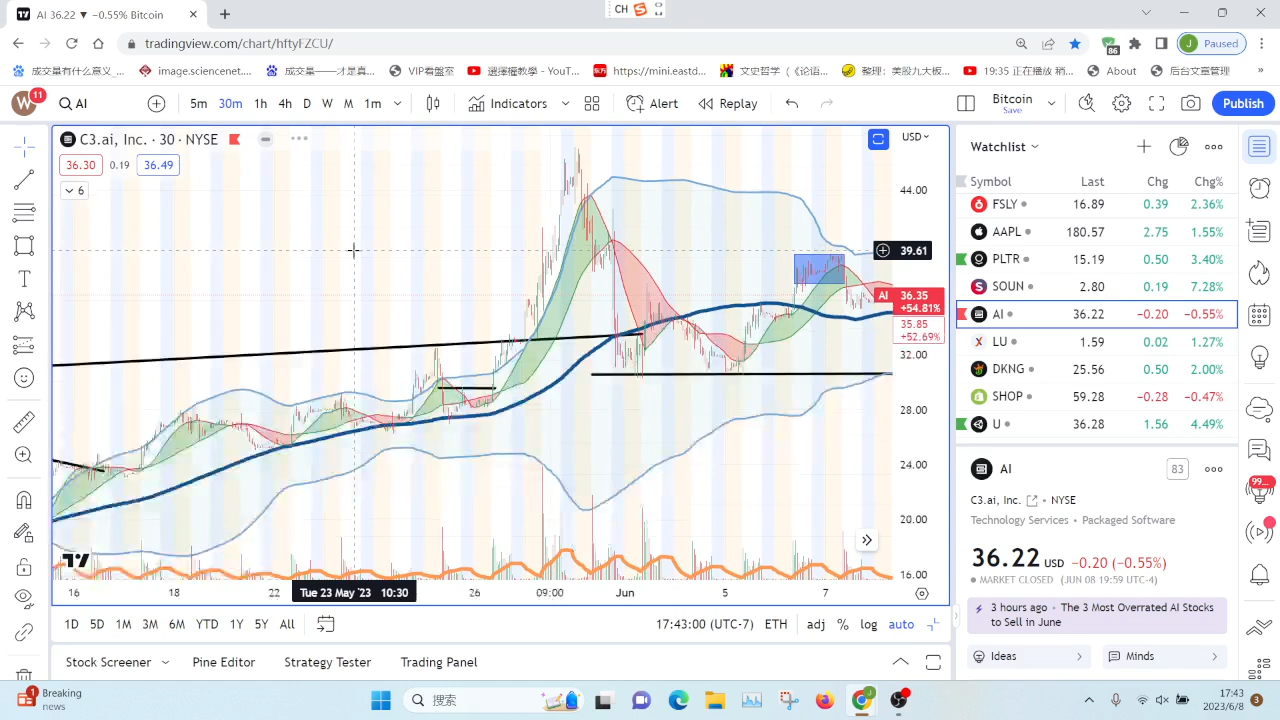 AI 36.22 ▼ −0.55% Bitcoin
CH
tradingview.com/chart/hftyFZCU/
86
J Paused
成交量有什么意义_...
image.sciencenet...
成交量——才是真...
VIP看盤室
選擇權教學 - YouT...
https://mini.eastd...
文史哲学（《论语...
整理：美股九大板...
19:35 正在播放 稍...
About
后台文章管理
»
W 11
AI
5m 30m 1h 4h D W M 1m
Indicators
Alert
Replay
Bitcoin
Save
Publish
C3.ai, Inc. · 30 · NYSE
36.30 0.19 36.49
6
USD
44.00
39.61
AI 36.35
+54.81%
35.85
+52.69%
32.00
28.00
24.00
20.00
16.00
16 18 22 Tue 23 May '23 10:30 26 09:00 Jun 5 7
1D 5D 1M 3M 6M YTD 1Y 5Y All
17:43:00 (UTC-7) ETH adj % log auto
Stock Screener
Pine Editor
Strategy Tester
Trading Panel
Watchlist
Symbol Last Chg Chg%
FSLY 16.89 0.39 2.36%
AAPL 180.57 2.75 1.55%
PLTR 15.19 0.50 3.40%
SOUN 2.80 0.19 7.28%
AI 36.22 −0.20 −0.55%
LU 1.59 0.02 1.27%
DKNG 25.56 0.50 2.00%
SHOP 59.28 −0.28 −0.47%
U 36.28 1.56 4.49%
AI 83
C3.ai, Inc. • NYSE
Technology Services • Packaged Software
36.22 USD −0.20 (−0.55%)
MARKET CLOSED (JUN 08 19:59 UTC-4)
3 hours ago • The 3 Most Overrated AI Stocks
to Sell in June
Ideas
Minds
99...
1 Breaking
news
搜索
17:43
2023/6/8
3